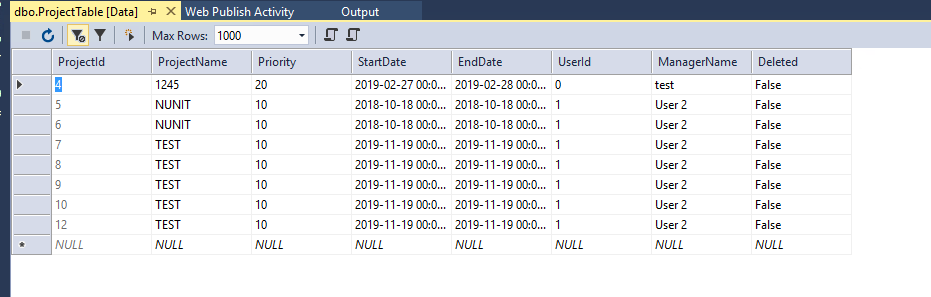 dbo.ProjectTable [Data] Web Publish Activity Output
Max Rows: 1000
ProjectId ProjectName Priority StartDate EndDate UserId ManagerName Deleted
4 1245 20 2019-02-27 00:0... 2019-02-28 00:0... 0 test False
5 NUNIT 10 2018-10-18 00:0... 2018-10-18 00:0... 1 User 2 False
6 NUNIT 10 2018-10-18 00:0... 2018-10-18 00:0... 1 User 2 False
7 TEST 10 2019-11-19 00:0... 2019-11-19 00:0... 1 User 2 False
8 TEST 10 2019-11-19 00:0... 2019-11-19 00:0... 1 User 2 False
9 TEST 10 2019-11-19 00:0... 2019-11-19 00:0... 1 User 2 False
10 TEST 10 2019-11-19 00:0... 2019-11-19 00:0... 1 User 2 False
12 TEST 10 2019-11-19 00:0... 2019-11-19 00:0... 1 User 2 False
NULL NULL NULL NULL NULL NULL NULL NULL